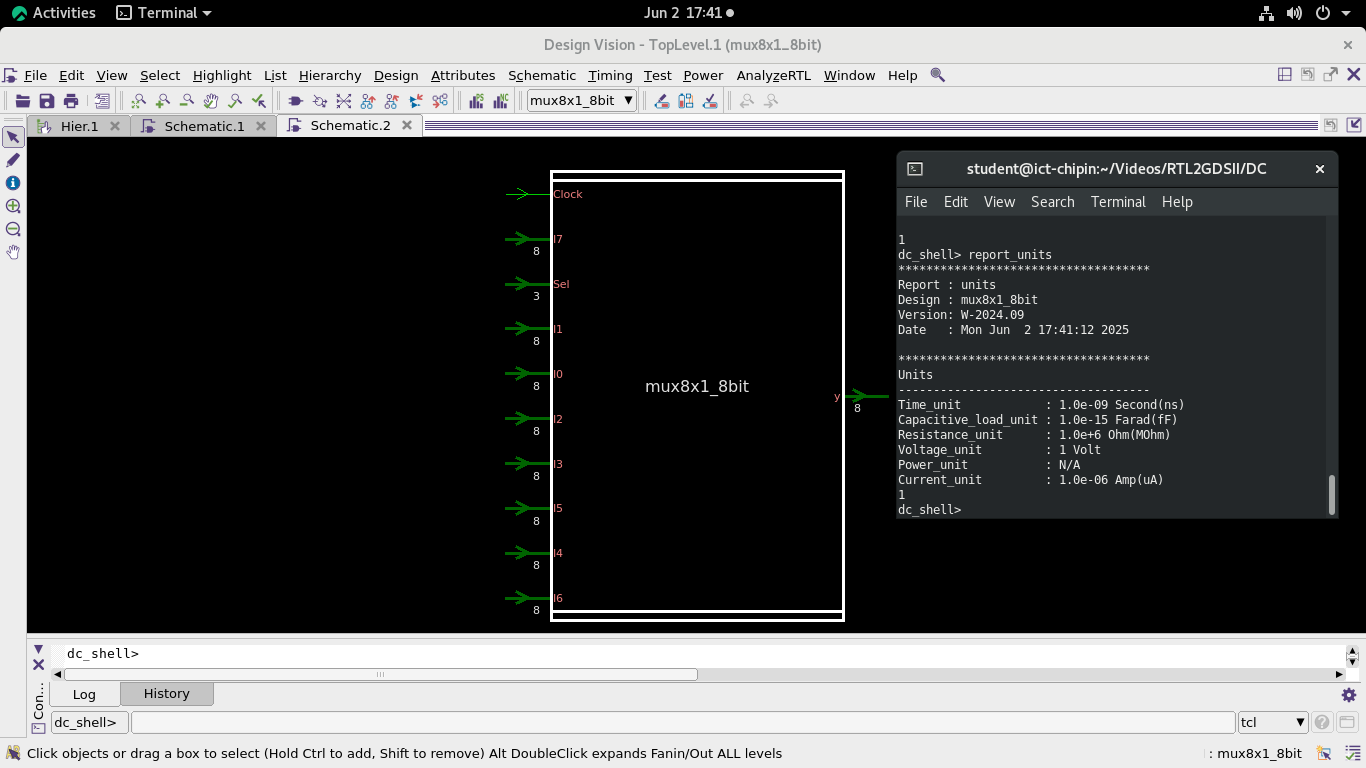 Activities Terminal Jun 2 17:41
Design Vision - TopLevel.1 (mux8x1_8bit)
File Edit View Select Highlight List Hierarchy Design Attributes Schematic Timing Test Power AnalyzeRTL Window Help
mux8x1_8bit
Hier.1 Schematic.1 Schematic.2
Clock
I7
8
Sel
3
I1
8
I0
8
I2
8
I3
8
I5
8
I4
8
I6
8
mux8x1_8bit
y
8
student@ict-chipin:~/Videos/RTL2GDSII/DC
File Edit View Search Terminal Help
1
dc_shell> report_units
************************************
Report : units
Design : mux8x1_8bit
Version: W-2024.09
Date   : Mon Jun  2 17:41:12 2025
************************************
Units
------------------------------------
Time_unit            : 1.0e-09 Second(ns)
Capacitive_load_unit : 1.0e-15 Farad(fF)
Resistance_unit      : 1.0e+6 Ohm(MOhm)
Voltage_unit         : 1 Volt
Power_unit           : N/A
Current_unit         : 1.0e-06 Amp(uA)
1
dc_shell>
dc_shell>
Con...
Log History
dc_shell> tcl
Click objects or drag a box to select (Hold Ctrl to add, Shift to remove) Alt DoubleClick expands Fanin/Out ALL levels : mux8x1_8bit